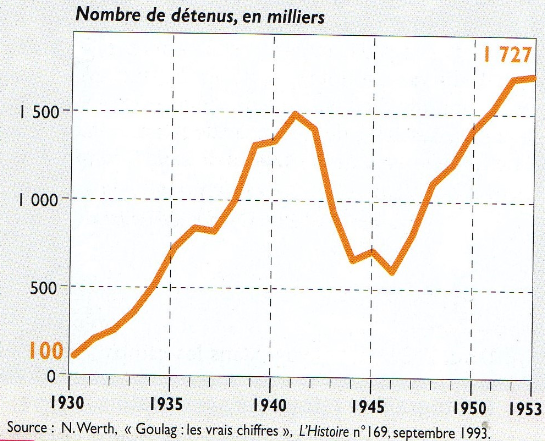 Nombre de détenus, en milliers
1 727
1 500
1 000
500
100
0
1930 1935 1940 1945 1950 1953
Source : N. Werth, « Goulag : les vrais chiffres », L'Histoire n°169, septembre 1993.